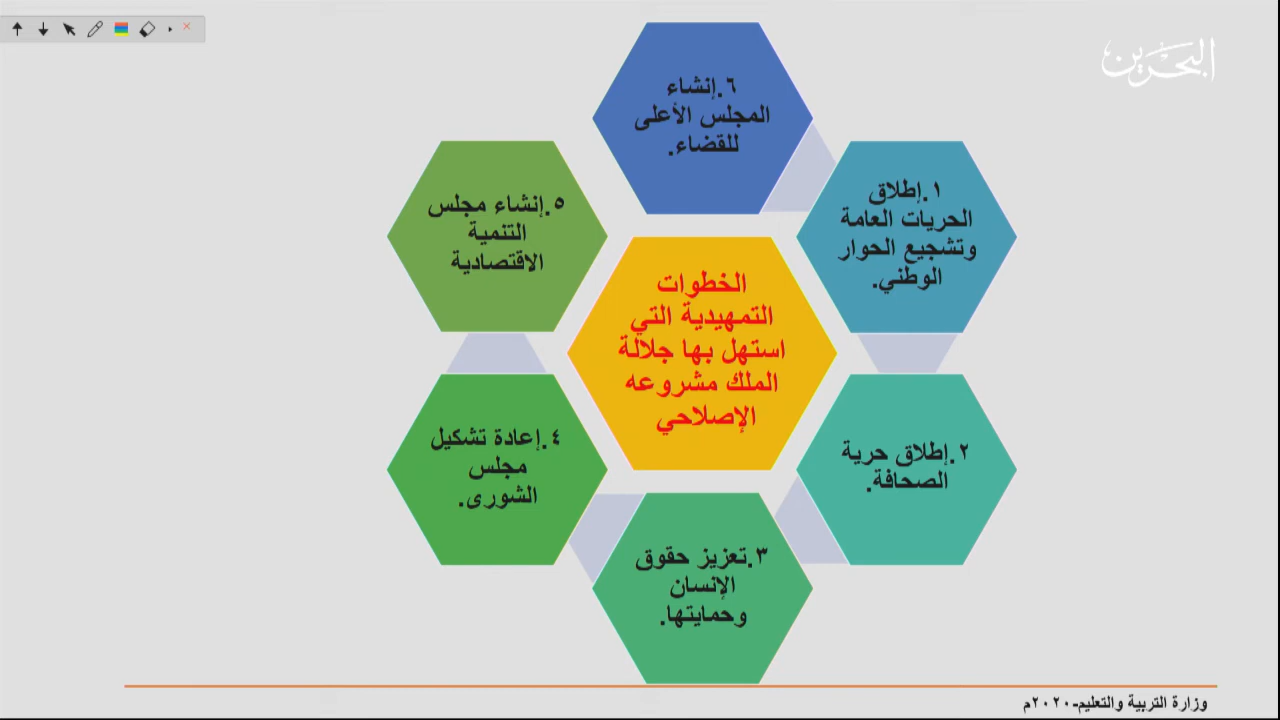 البحرين
الخطوات
التمهيدية التي
استهل بها جلالة
الملك مشروعه
الإصلاحي
١.إطلاق
الحريات العامة
وتشجيع الحوار
الوطني.
٢.إطلاق حرية
الصحافة.
٣.تعزيز حقوق
الإنسان
وحمايتها.
٤.إعادة تشكيل
مجلس
الشورى.
٥.إنشاء مجلس
التنمية
الاقتصادية
٦.إنشاء
المجلس الأعلى
للقضاء.
وزارة التربية والتعليم-٢٠٢٠م